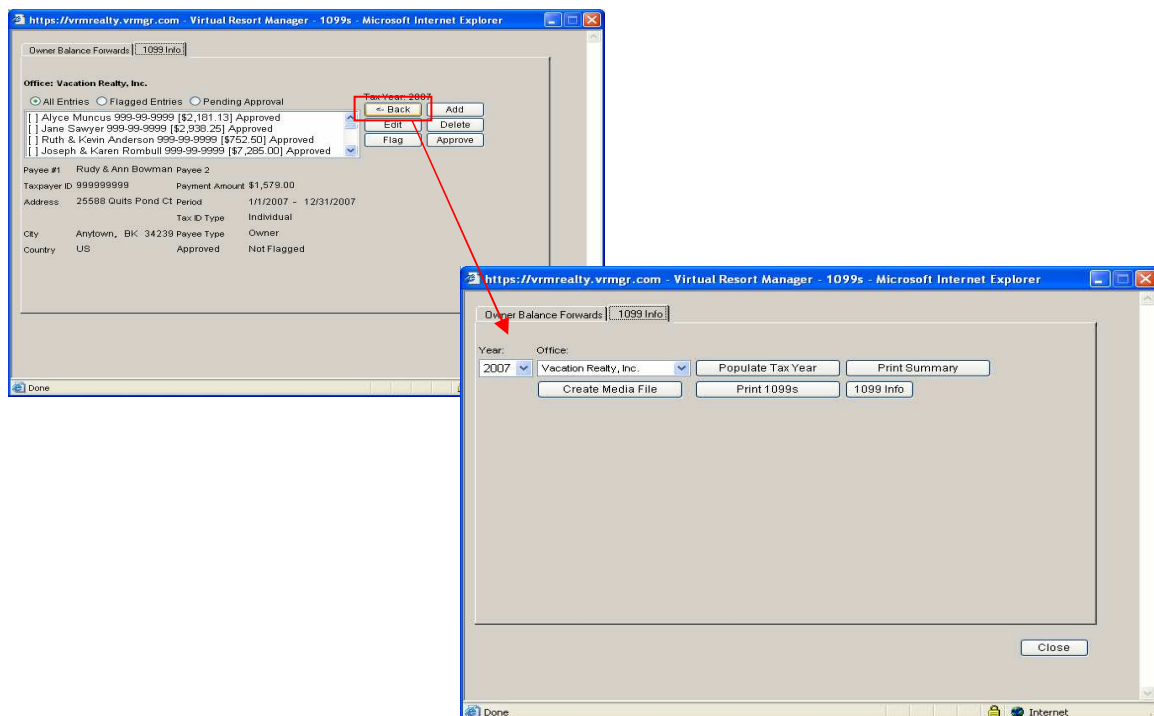 https://vrmrealty.vrmgr.com - Virtual Resort Manager - 1099s - Microsoft Internet Explorer
Owner Balance Forwards 1099 Info
Office: Vacation Realty, Inc.
Tax Year: 2007
All Entries Flagged Entries Pending Approval
<- Back Add
[ ] Alyce Muncus 999-99-9999 [$2,181.13] Approved
[ ] Jane Sawyer 999-99-9999 [$2,938.25] Approved
Edit Delete
[ ] Ruth & Kevin Anderson 999-99-9999 [$752.50] Approved
Flag Approve
[ ] Joseph & Karen Rombull 999-99-9999 [$7,285.00] Approved
Payee #1 Rudy & Ann Bowman Payee 2
Taxpayer ID 999999999 Payment Amount $1,579.00
Address 25588 Quits Pond Ct Period 1/1/2007 - 12/31/2007
Tax ID Type Individual
City Anytown, BK 34239 Payee Type Owner
Country US Approved Not Flagged
Done
https://vrmrealty.vrmgr.com - Virtual Resort Manager - 1099s - Microsoft Internet Explorer
Owner Balance Forwards 1099 Info
Year: Office:
2007 Vacation Realty, Inc. Populate Tax Year Print Summary
Create Media File Print 1099s 1099 Info
Close
Done Internet